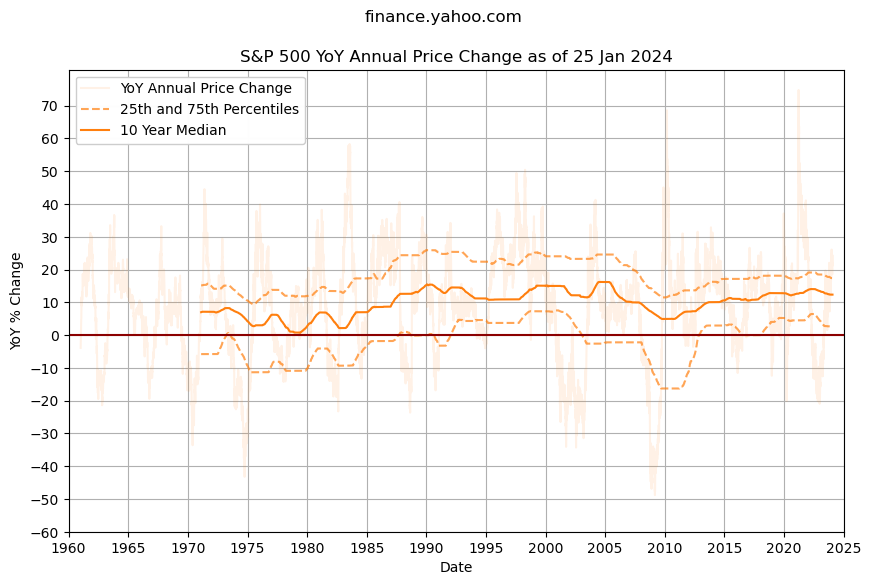 finance.yahoo.com
S&P 500 YoY Annual Price Change as of 25 Jan 2024
YoY Annual Price Change
25th and 75th Percentiles
10 Year Median
YoY % Change
70
60
50
40
30
20
10
0
−10
−20
−30
−40
−50
−60
1960 1965 1970 1975 1980 1985 1990 1995 2000 2005 2010 2015 2020 2025
Date